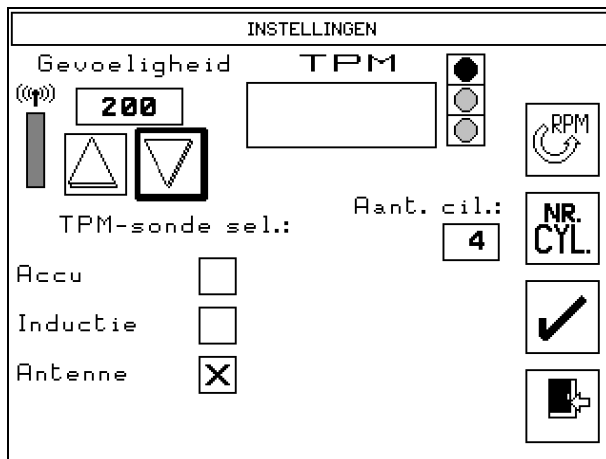 INSTELLINGEN
Gevoeligheid
TPM
200
RPM
TPM-sonde sel.:
Aant. cil.:
4
NR.
CYL.
Accu
Inductie
Antenne